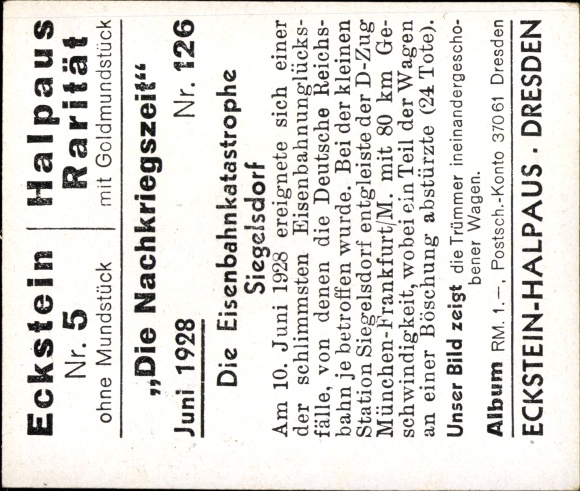 Eckstein
Nr. 5
ohne Mundstück
Halpaus
Rarität
mit Goldmundstück
„Die Nachkriegszeit“
Juni 1928 Nr. 126
Die Eisenbahnkatastrophe
Siegelsdorf
Am 10. Juni 1928 ereignete sich einer
der schlimmsten Eisenbahnunglücks-
fälle, von denen die Deutsche Reichs-
bahn je betroffen wurde. Bei der kleinen
Station Siegelsdorf entgleiste der D-Zug
München-Frankfurt/M. mit 80 km Ge-
schwindigkeit, wobei ein Teil der Wagen
an einer Böschung abstürzte (24 Tote).
Unser Bild zeigt die Trümmer ineinandergescho-
bener Wagen.
Album RM. 1.—, Postsch.-Konto 37061 Dresden
ECKSTEIN-HALPAUS · DRESDEN